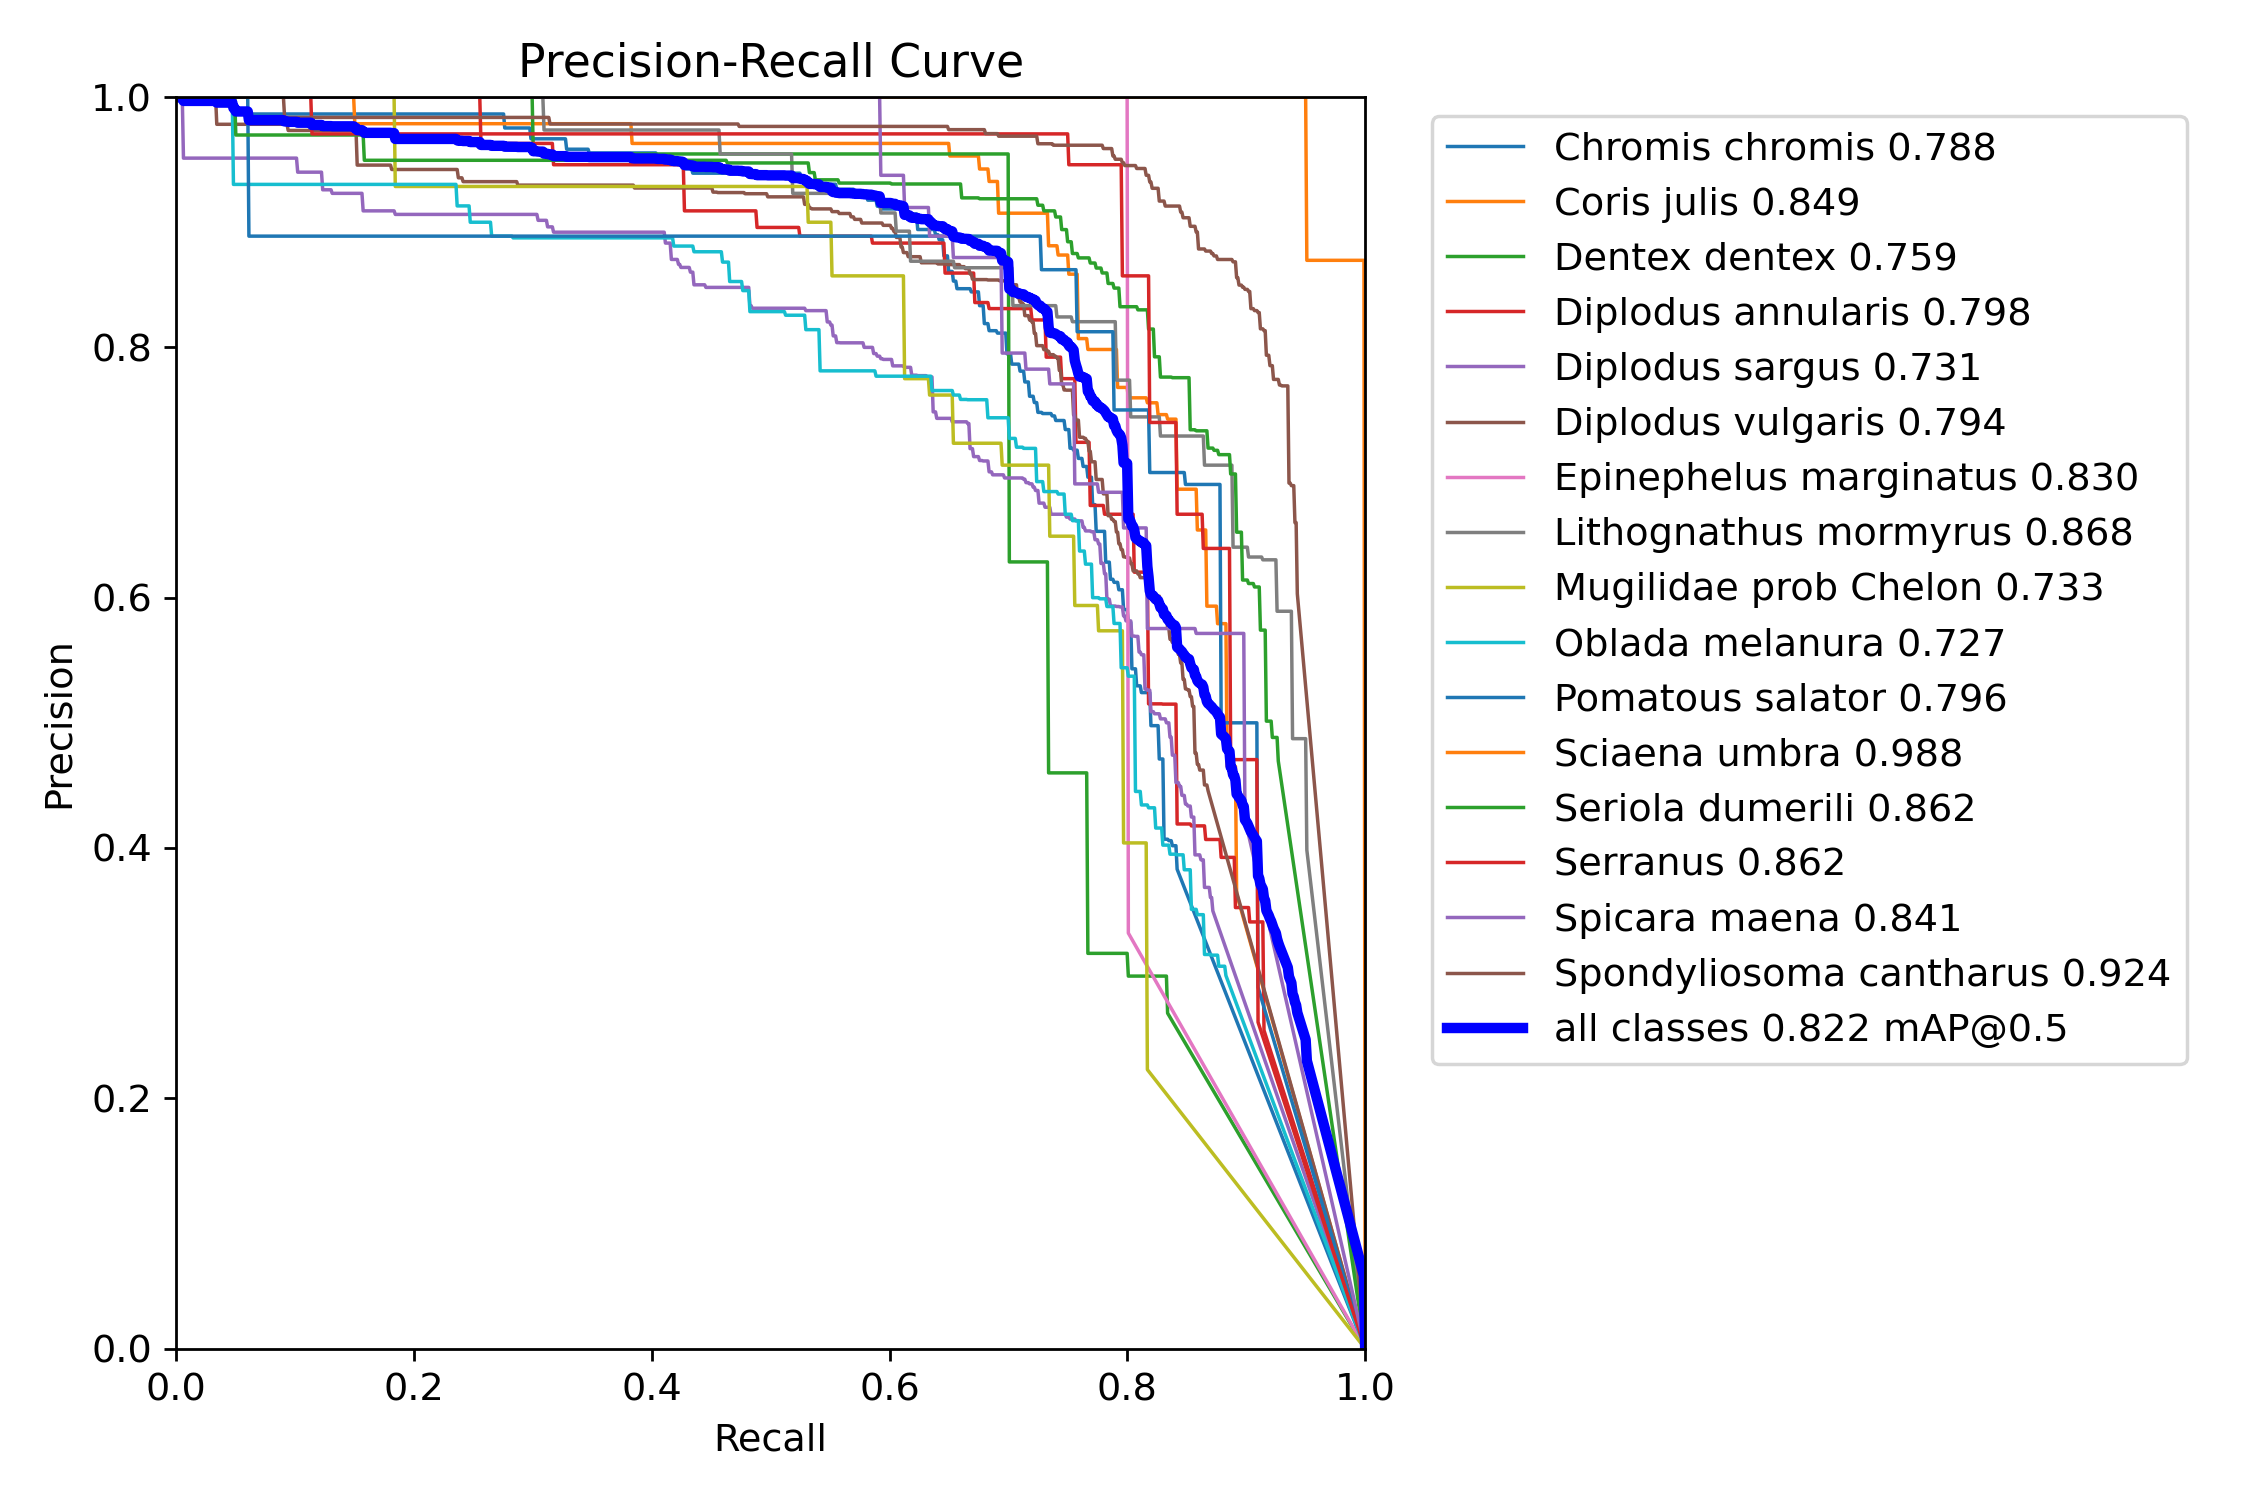 Precision-Recall Curve
1.0
0.8
0.6
0.4
0.2
0.0
Precision
0.0 0.2 0.4 0.6 0.8 1.0
Recall
Chromis chromis 0.788
Coris julis 0.849
Dentex dentex 0.759
Diplodus annularis 0.798
Diplodus sargus 0.731
Diplodus vulgaris 0.794
Epinephelus marginatus 0.830
Lithognathus mormyrus 0.868
Mugilidae prob Chelon 0.733
Oblada melanura 0.727
Pomatous salator 0.796
Sciaena umbra 0.988
Seriola dumerili 0.862
Serranus 0.862
Spicara maena 0.841
Spondyliosoma cantharus 0.924
all classes 0.822 mAP@0.5